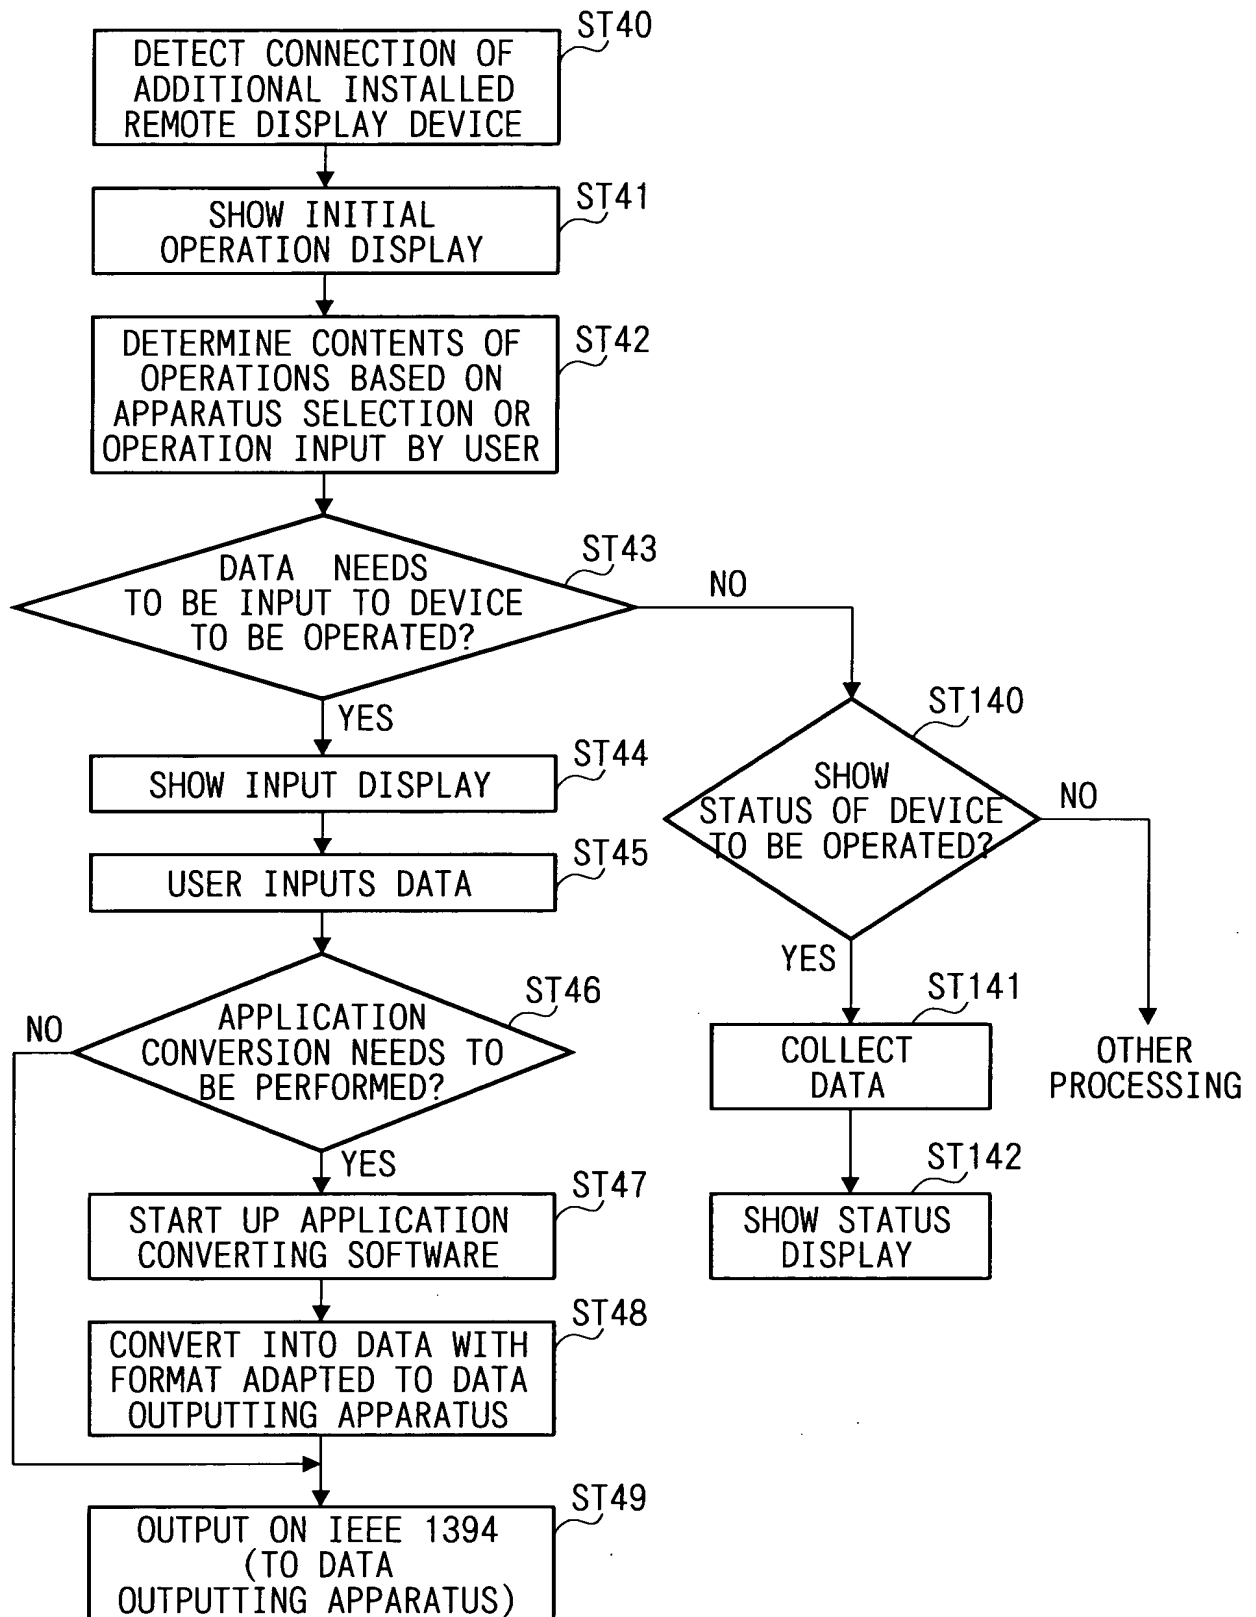 ST40
DETECT CONNECTION OF
ADDITIONAL INSTALLED
REMOTE DISPLAY DEVICE
ST41
SHOW INITIAL
OPERATION DISPLAY
ST42
DETERMINE CONTENTS OF
OPERATIONS BASED ON
APPARATUS SELECTION OR
OPERATION INPUT BY USER
ST43
DATA NEEDS
TO BE INPUT TO DEVICE
TO BE OPERATED?
NO
YES
ST44
SHOW INPUT DISPLAY
ST45
USER INPUTS DATA
ST46
APPLICATION
CONVERSION NEEDS TO
BE PERFORMED?
NO
YES
ST47
START UP APPLICATION
CONVERTING SOFTWARE
ST48
CONVERT INTO DATA WITH
FORMAT ADAPTED TO DATA
OUTPUTTING APPARATUS
ST49
OUTPUT ON IEEE 1394
(TO DATA
OUTPUTTING APPARATUS)
ST140
SHOW
STATUS OF DEVICE
TO BE OPERATED?
NO
YES
ST141
COLLECT
DATA
OTHER
PROCESSING
ST142
SHOW STATUS
DISPLAY